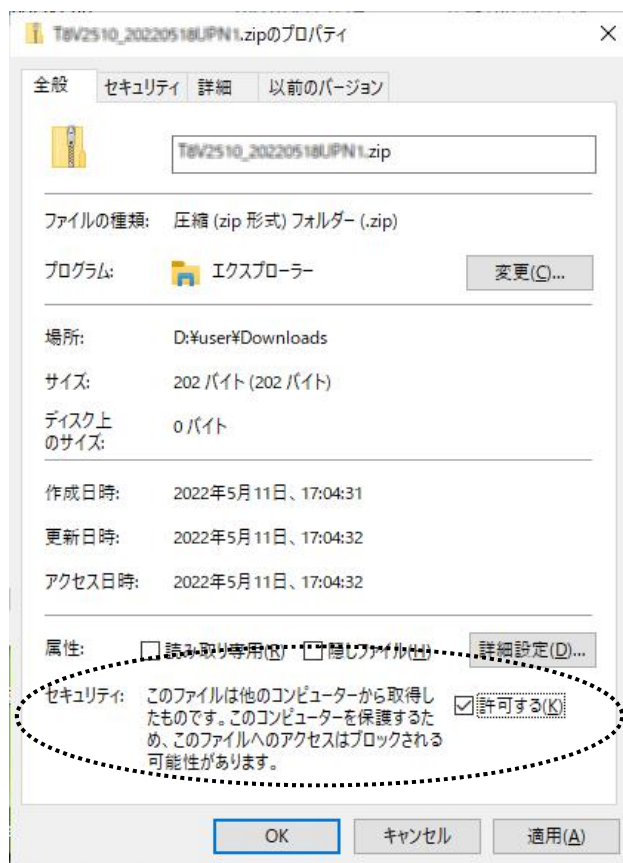 T8V2510_20220518UPN1.zipのプロパティ
全般 セキュリティ 詳細 以前のバージョン
T8V2510_20220518UPN1.zip
ファイルの種類: 圧縮 (zip 形式) フォルダー (.zip)
プログラム: エクスプローラー 変更(C)...
場所: D:¥user¥Downloads
サイズ: 202 バイト (202 バイト)
ディスク上
のサイズ: 0 バイト
作成日時: 2022年5月11日、17:04:31
更新日時: 2022年5月11日、17:04:32
アクセス日時: 2022年5月11日、17:04:32
属性: 読み取り専用(R) 隠しファイル(H) 詳細設定(D)...
セキュリティ: このファイルは他のコンピューターから取得し
たものです。このコンピューターを保護するた
め、このファイルへのアクセスはブロックされる
可能性があります。
許可する(K)
OK キャンセル 適用(A)